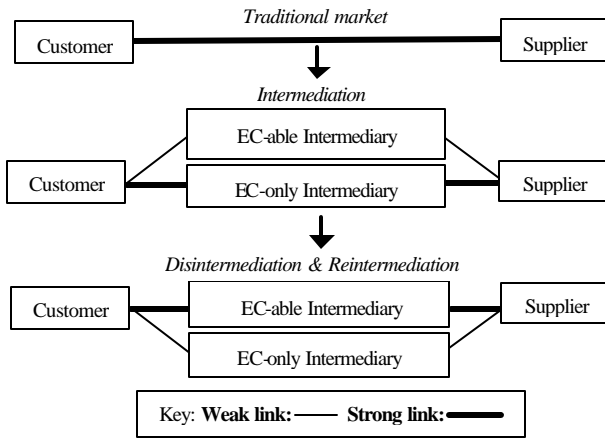 Traditional market
Customer Supplier
Intermediation
EC-able Intermediary
Customer EC-only Intermediary Supplier
Disintermediation & Reintermediation
Customer EC-able Intermediary Supplier
EC-only Intermediary
Key: Weak link: Strong link: